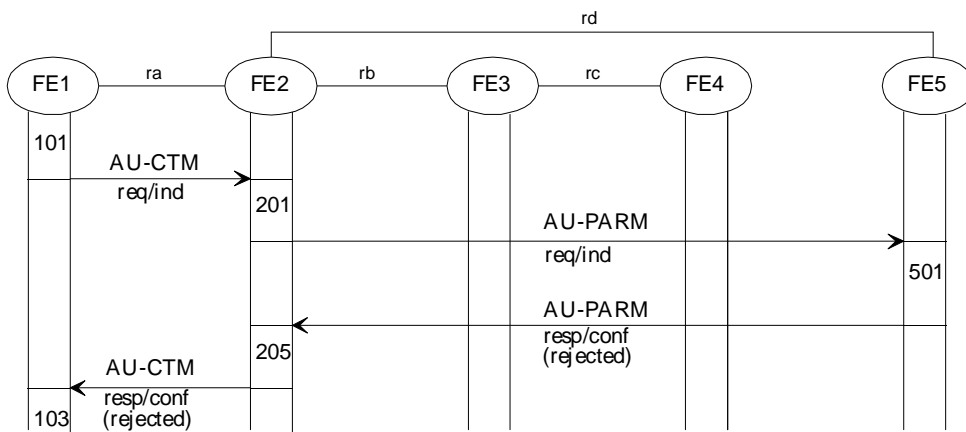 rd
FE1 ra FE2 rb FE3 rc FE4 FE5
101
AU-CTM
req/ind
201
AU-PARM
req/ind
501
AU-PARM
resp/conf
(rejected)
205
AU-CTM
resp/conf
(rejected)
103